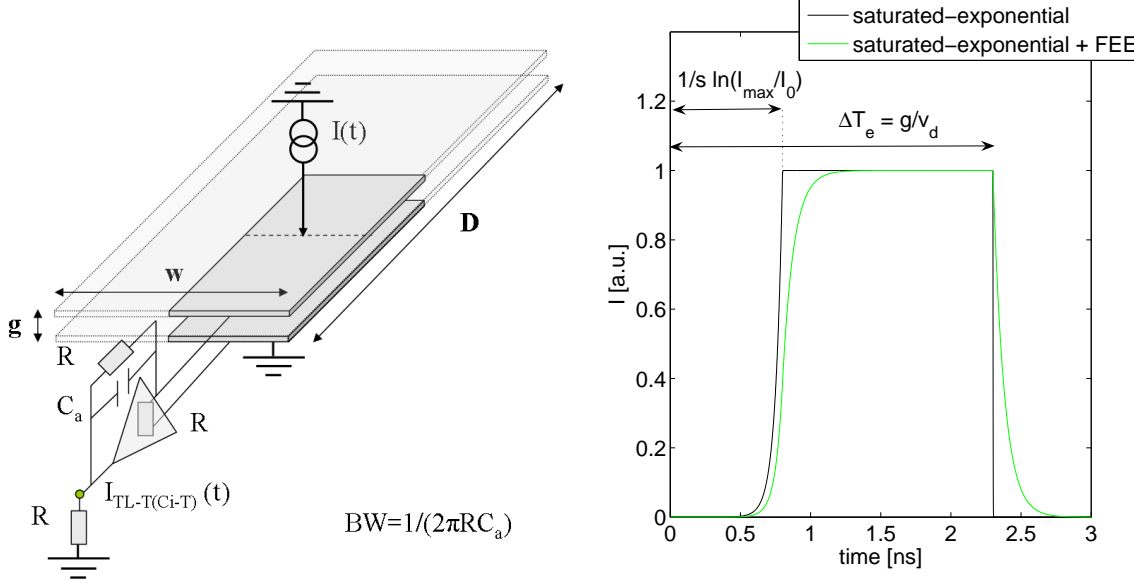 I(t)
D
w
g
R
C_a
R
I_TL-T(Ci-T) (t)
R
BW=1/(2πRC_a)
saturated-exponential
saturated-exponential + FEE
1/s ln(I_max/I_0)
ΔT_e = g/v_d
1.2
1
0.8
0.6
0.4
0.2
0
I [a.u.]
0 0.5 1 1.5 2 2.5 3
time [ns]